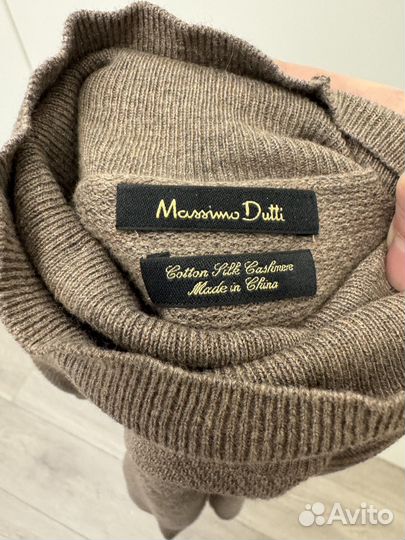 Massimo Dutti
Cotton Silk Cashmere
Made in China
Avito